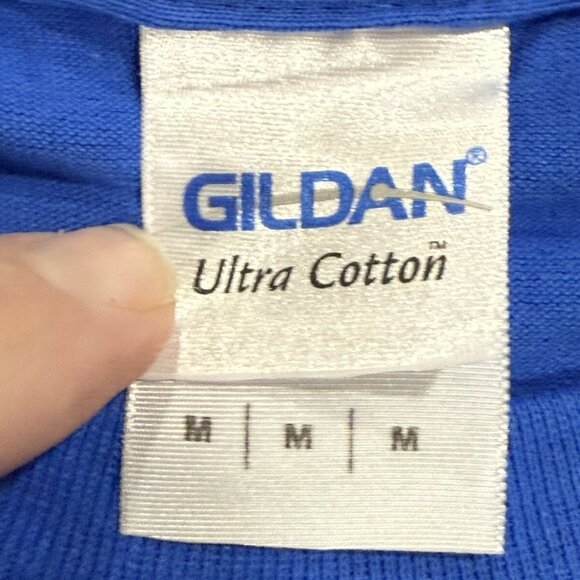 GILDAN®
Ultra Cotton™
M | M | M